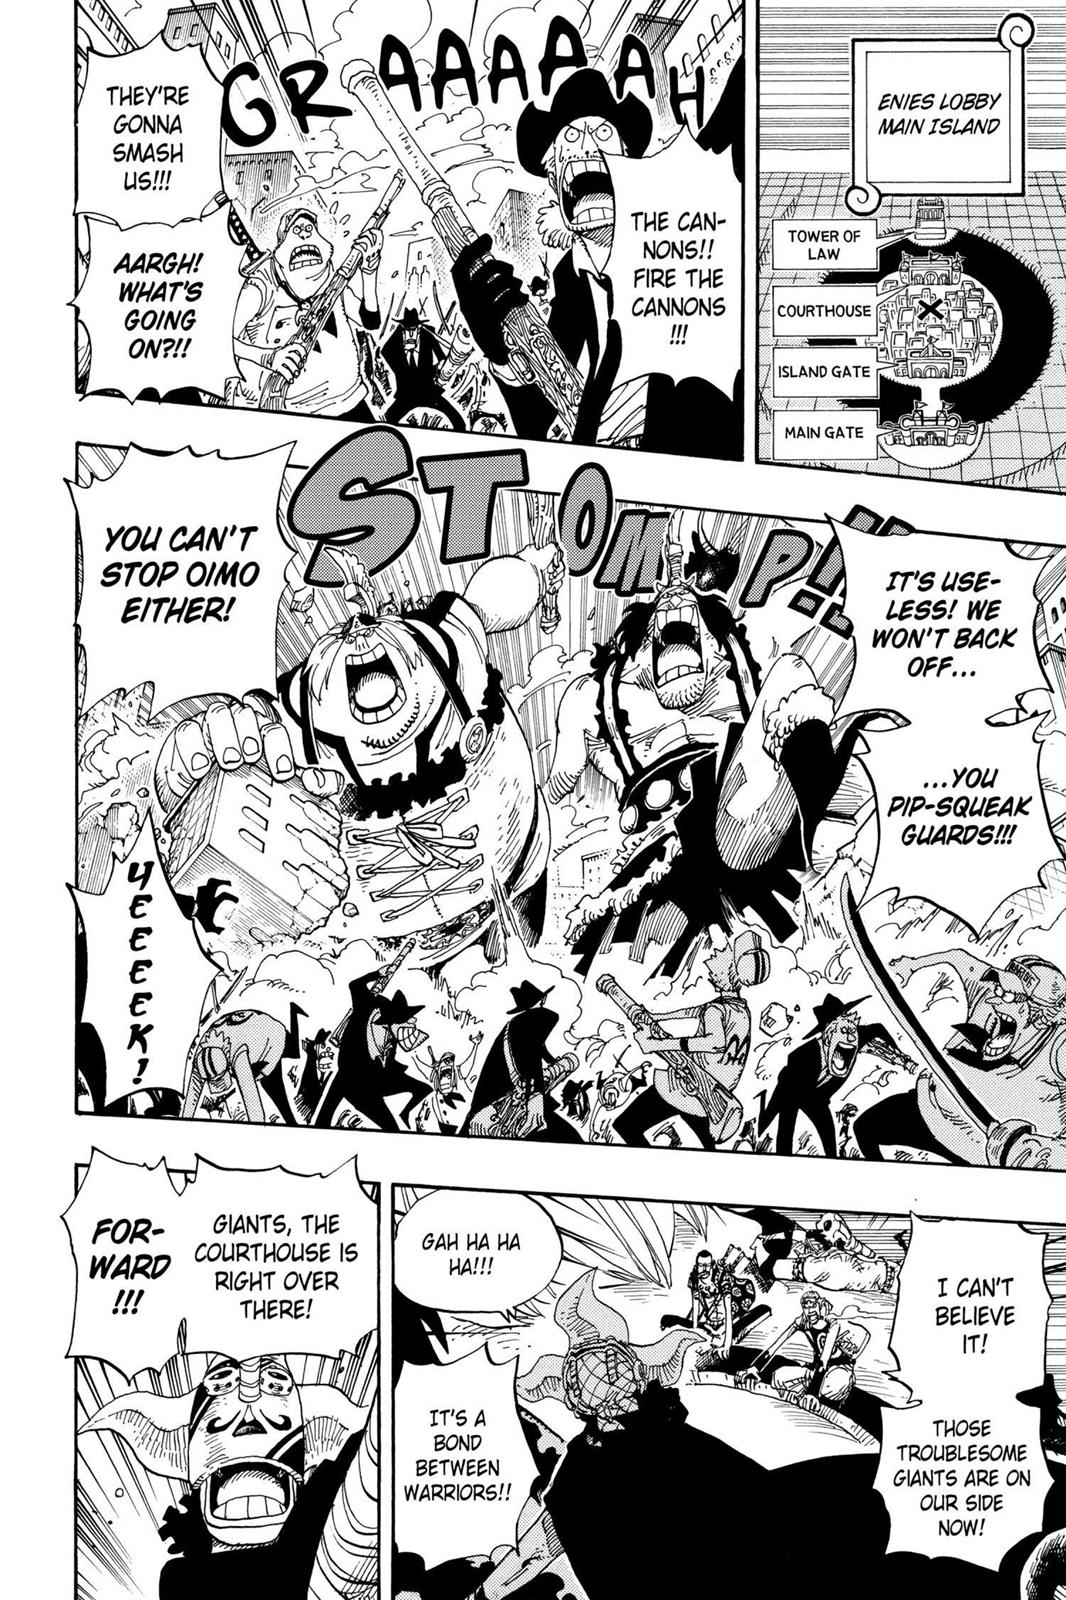 ENIES LOBBY
MAIN ISLAND
TOWER OF
LAW
COURTHOUSE
ISLAND GATE
MAIN GATE
GRAAAAAAH
THE CAN-
NONS!!
FIRE THE
CANNONS
!!!
THEY'RE
GONNA
SMASH
US!!!
AARGH!
WHAT'S
GOING
ON?!!
STOMP!!
IT'S USE-
LESS! WE
WON'T BACK
OFF...
...YOU
PIP-SQUEAK
GUARDS!!!
YOU CAN'T
STOP OIMO
EITHER!
YEEEEK!
I CAN'T
BELIEVE
IT!
THOSE
TROUBLESOME
GIANTS ARE ON
OUR SIDE
NOW!
GAH HA HA
HA!!!
IT'S A
BOND
BETWEEN
WARRIORS!!
GIANTS, THE
COURTHOUSE IS
RIGHT OVER
THERE!
FOR-
WARD
!!!